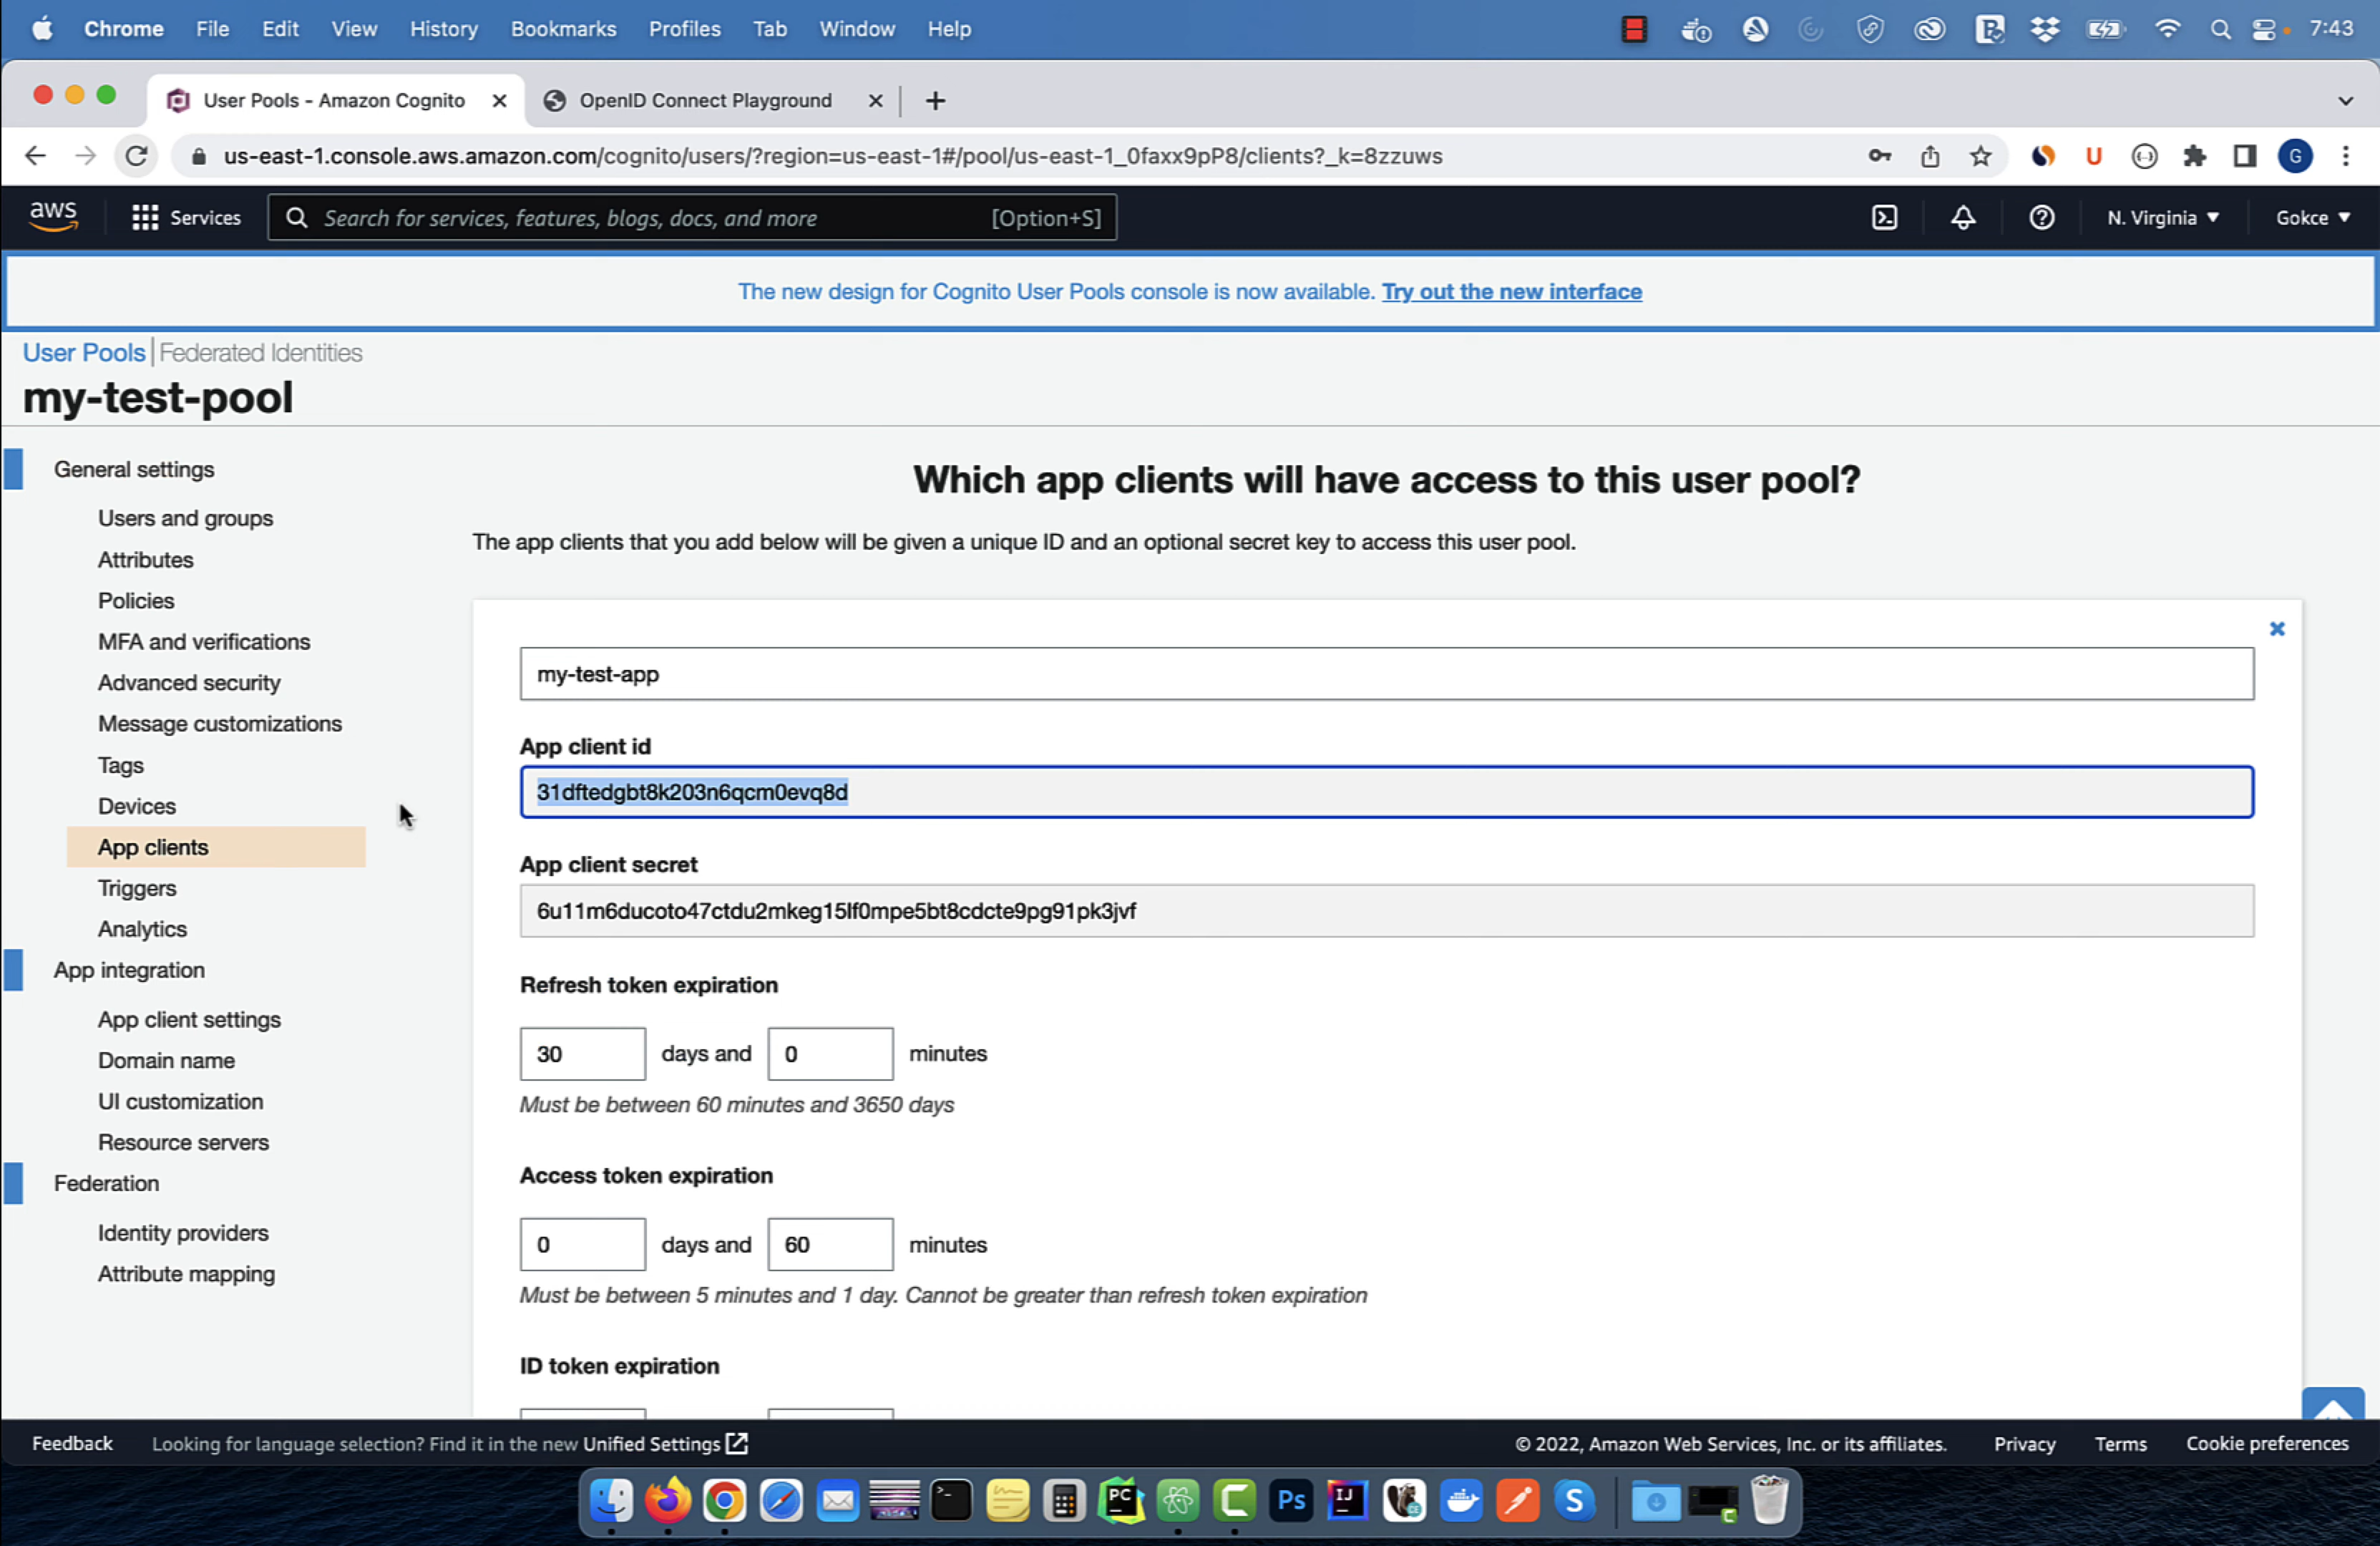 Chrome File Edit View History Bookmarks Profiles Tab Window Help 7:43
User Pools - Amazon Cognito OpenID Connect Playground
us-east-1.console.aws.amazon.com/cognito/users/?region=us-east-1#/pool/us-east-1_0faxx9pP8/clients?_k=8zzuws
aws Services Search for services, features, blogs, docs, and more [Option+S] N. Virginia Gokce
The new design for Cognito User Pools console is now available. Try out the new interface
User Pools | Federated Identities
my-test-pool
General settings
Users and groups
Attributes
Policies
MFA and verifications
Advanced security
Message customizations
Tags
Devices
App clients
Triggers
Analytics
App integration
App client settings
Domain name
UI customization
Resource servers
Federation
Identity providers
Attribute mapping
Which app clients will have access to this user pool?
The app clients that you add below will be given a unique ID and an optional secret key to access this user pool.
my-test-app
App client id
31dftedgbt8k203n6qcm0evq8d
App client secret
6u11m6ducoto47ctdu2mkeg15lf0mpe5bt8cdcte9pg91pk3jvf
Refresh token expiration
30 days and 0 minutes
Must be between 60 minutes and 3650 days
Access token expiration
0 days and 60 minutes
Must be between 5 minutes and 1 day. Cannot be greater than refresh token expiration
ID token expiration
Feedback Looking for language selection? Find it in the new Unified Settings © 2022, Amazon Web Services, Inc. or its affiliates. Privacy Terms Cookie preferences
PC Ps IJ S